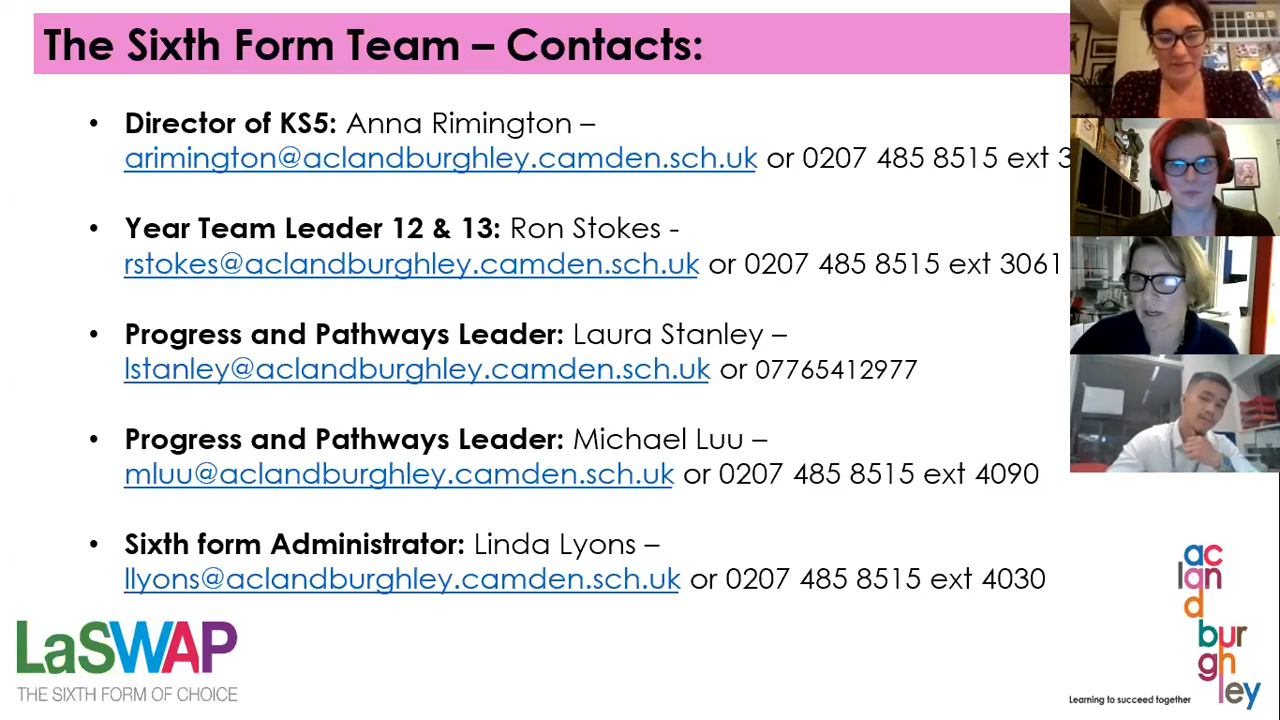 The Sixth Form Team – Contacts:
• Director of KS5: Anna Rimington –
arimington@aclandburghley.camden.sch.uk or 0207 485 8515 ext 3
• Year Team Leader 12 & 13: Ron Stokes -
rstokes@aclandburghley.camden.sch.uk or 0207 485 8515 ext 3061
• Progress and Pathways Leader: Laura Stanley –
lstanley@aclandburghley.camden.sch.uk or 07765412977
• Progress and Pathways Leader: Michael Luu –
mluu@aclandburghley.camden.sch.uk or 0207 485 8515 ext 4090
• Sixth form Administrator: Linda Lyons –
llyons@aclandburghley.camden.sch.uk or 0207 485 8515 ext 4030
LaSWAP
THE SIXTH FORM OF CHOICE
ac
lan
d
bur
gh
ley
Learning to succeed together